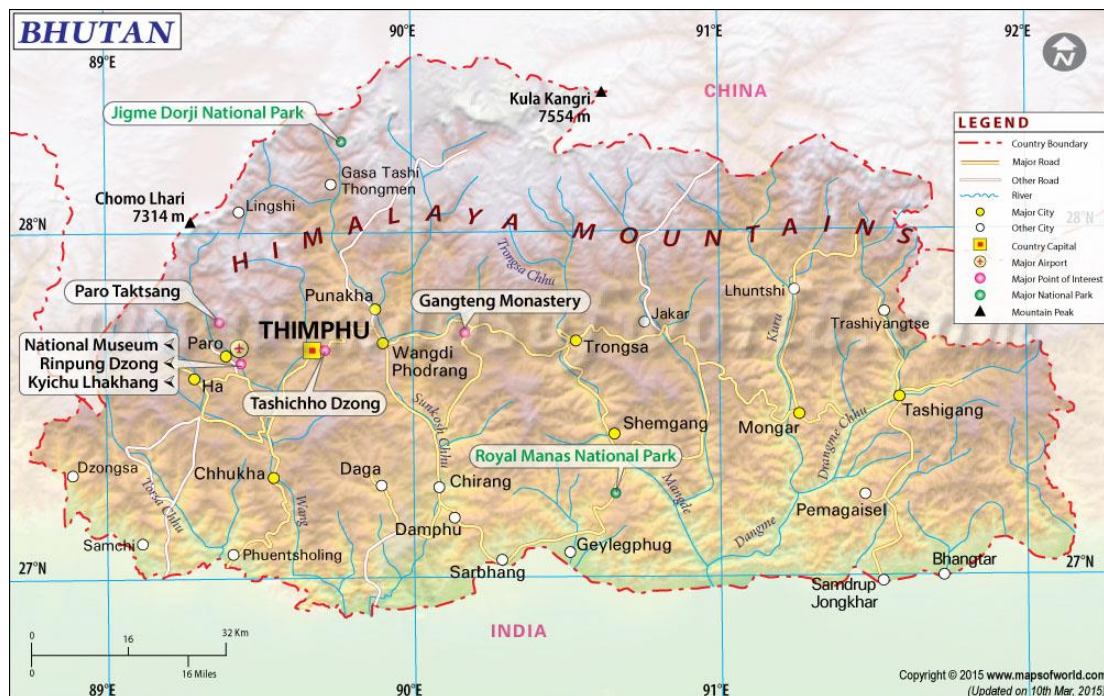 BHUTAN
89°E
90°E
91°E
92°E
N
Kula Kangri
7554 m
CHINA
Jigme Dorji National Park
LEGEND
Country Boundary
Major Road
Other Road
River
Major City
Other City
Country Capital
Major Airport
Major Point of Interest
Major National Park
Mountain Peak
Gasa Tashi
Thongmen
Chomo Lhari
7314 m
Lingshi
28°N
28°N
HIMALAYA MOUNTAINS
Trongsa Chhu
Paro Taktsang
Punakha
Gangteng Monastery
Lhuntshi
Kuru
Jakar
Trashiyangtse
THIMPHU
National Museum
Paro
Rinpung Dzong
Kyichu Lhakhang
Ha
Wangdi
Phodrang
Trongsa
Tashichho Dzong
Sunkosh Chhu
Shemgang
Mongar
Drangme Chhu
Tashigang
Royal Manas National Park
Dzongsa
Torsa Chhu
Chhukha
Wang
Daga
Chirang
Mangde
Pemagaisel
Damphu
Dangme
Samchi
Phuentsholing
Sarbhang
Geylegphug
Bhangtar
27°N
27°N
Samdrup
Jongkhar
INDIA
0 16 32 Km
0 16 Miles
89°E
90°E
91°E
Copyright © 2015 www.mapsofworld.com
(Updated on 10th Mar, 2015)